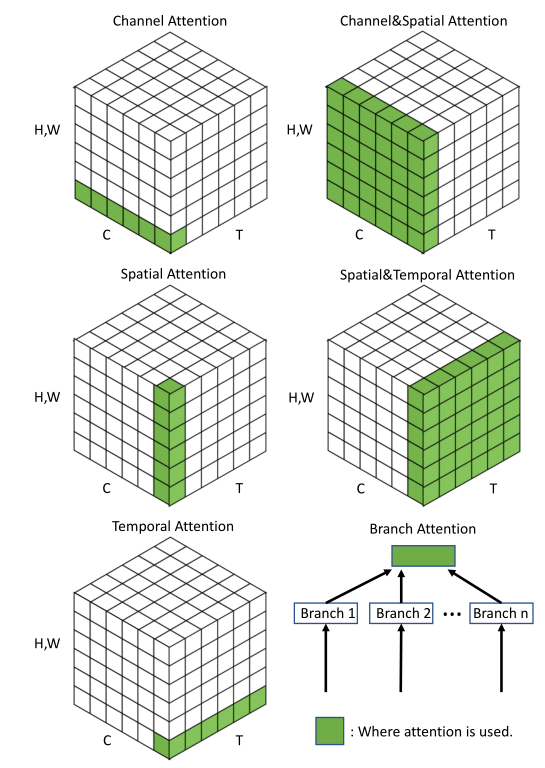 Channel Attention
Channel&Spatial Attention
H,W
H,W
C
T
C
T
Spatial Attention
Spatial&Temporal Attention
H,W
H,W
C
T
C
T
Temporal Attention
Branch Attention
H,W
Branch 1
Branch 2
•••
Branch n
C
T
: Where attention is used.